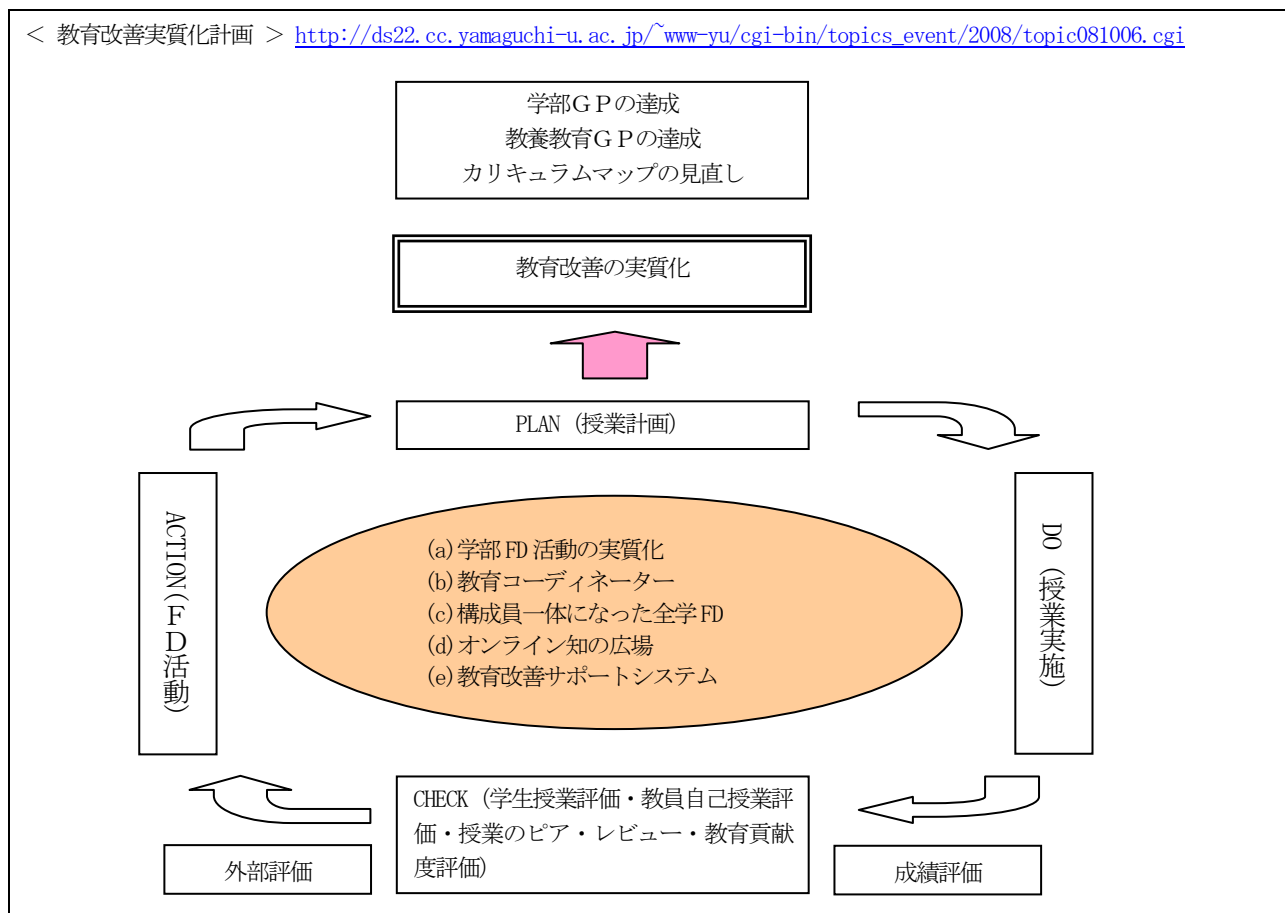 ＜ 教育改善実質化計画 ＞ http://ds22.cc.yamaguchi-u.ac.jp/~www-yu/cgi-bin/topics_event/2008/topic081006.cgi
学部ＧＰの達成
教養教育ＧＰの達成
カリキュラムマップの見直し
教育改善の実質化
PLAN（授業計画）
ACTION(ＦＤ活動)
(a)学部FD活動の実質化
(b)教育コーディネーター
(c)構成員一体になった全学FD
(d)オンライン知の広場
(e)教育改善サポートシステム
DO（授業実施）
CHECK（学生授業評価・教員自己授業評
価・授業のピア・レビュー・教育貢献
度評価）
外部評価
成績評価